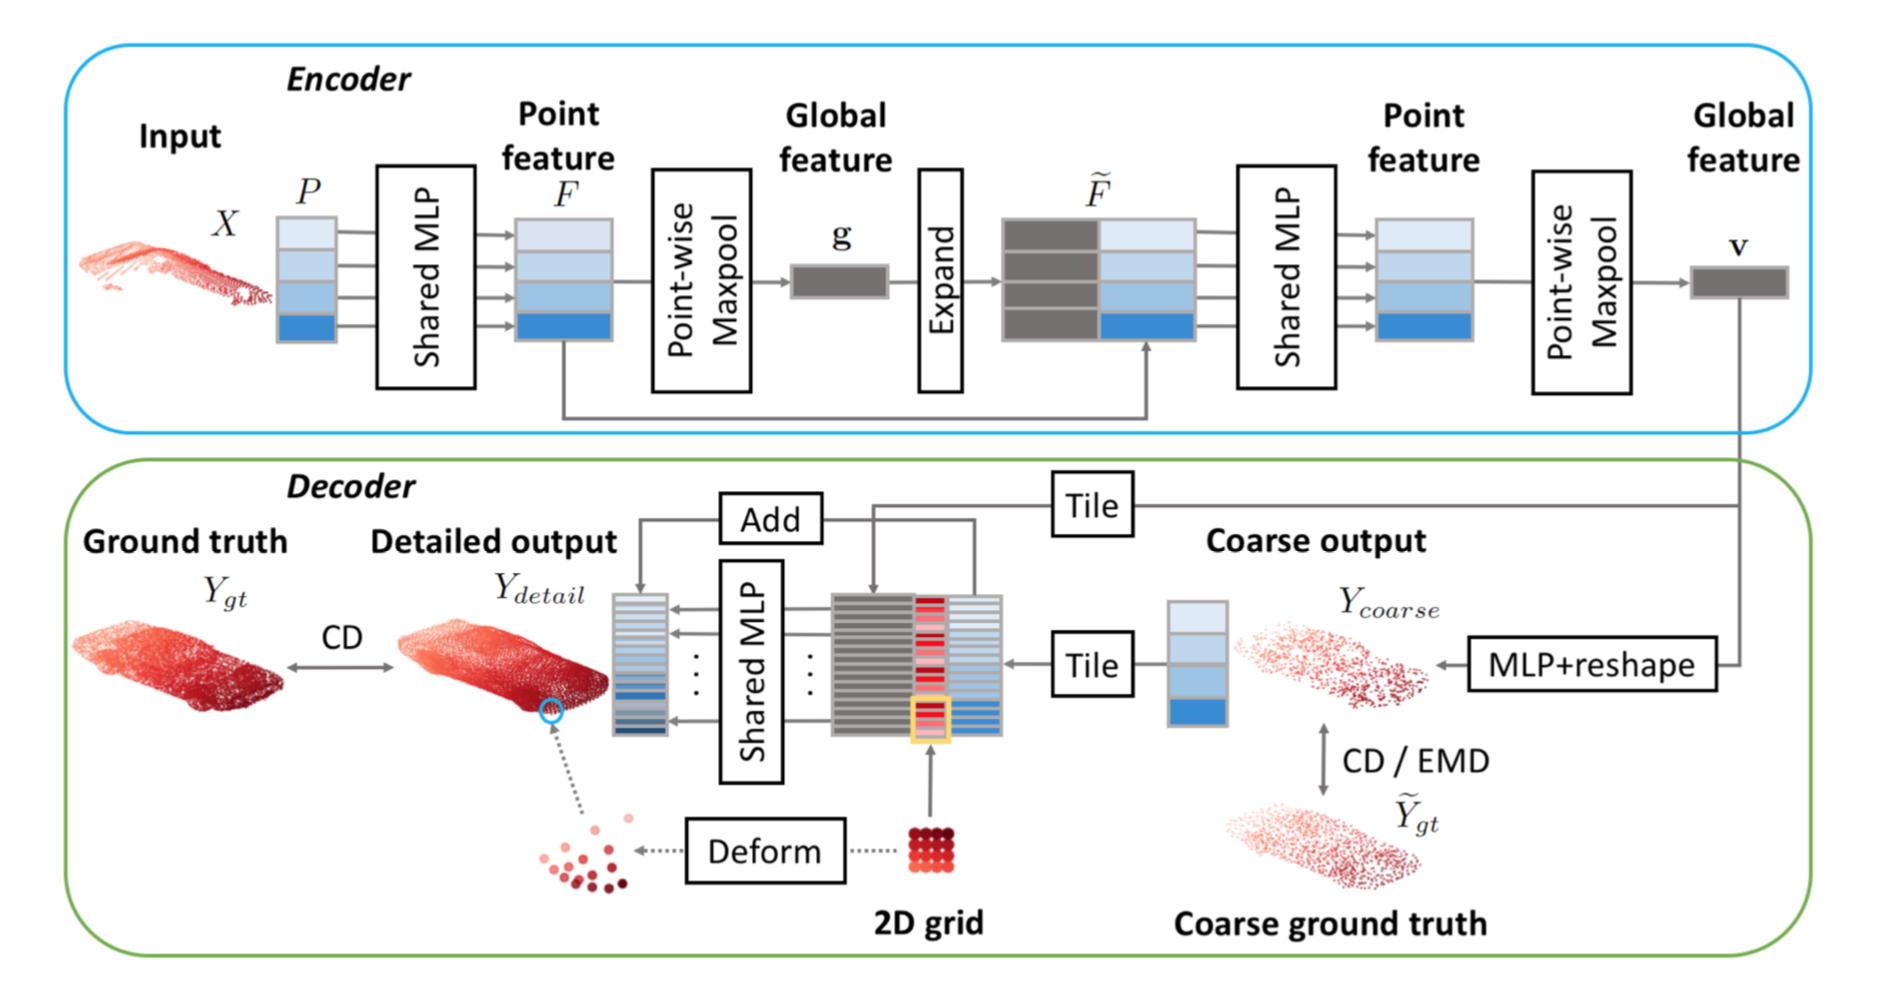 Encoder
Input
X
P
Shared MLP
Point
feature
F
Point-wise
Maxpool
Global
feature
g
Expand
F̃
Shared MLP
Point
feature
Point-wise
Maxpool
Global
feature
v
Decoder
Ground truth
Y_gt
CD
Detailed output
Y_detail
Add
Shared MLP
Tile
Tile
Coarse output
Y_coarse
MLP+reshape
CD / EMD
Ỹ_gt
Deform
2D grid
Coarse ground truth